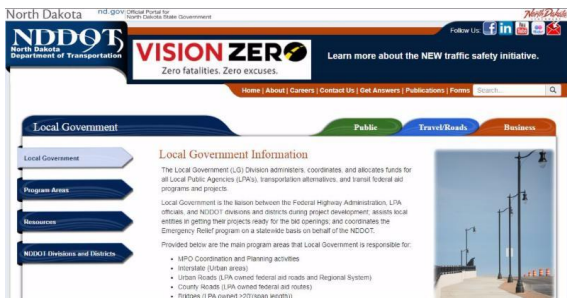 North Dakota
nd.gov Official Portal for
North Dakota State Government
NDDOT
North Dakota
Department of Transportation
VISION ZERO
Zero fatalities. Zero excuses.
Follow Us:
Learn more about the NEW traffic safety initiative.
Home | About | Careers | Contact Us | Get Answers | Publications | Forms
Search...
Local Government
Public
Travel/Roads
Business
Local Government
Program Areas
Resources
NDDOT Divisions and Districts
Local Government Information
The Local Government (LG) Division administers, coordinates, and allocates funds for
all Local Public Agencies (LPA's), transportation alternatives, and transit federal aid
programs and projects.
Local Government is the liaison between the Federal Highway Administration, LPA
officials, and NDDOT divisions and districts during project development; assists local
entities in getting their projects ready for the bid openings; and coordinates the
Emergency Relief program on a statewide basis on behalf of the NDDOT.
Provided below are the main program areas that Local Government is responsible for:
• MPO Coordination and Planning activities
• Interstate (Urban areas)
• Urban Roads (LPA owned federal aid roads and Regional System)
• County Roads (LPA owned federal aid routes)
• Bridges (LPA owned >20' span length)